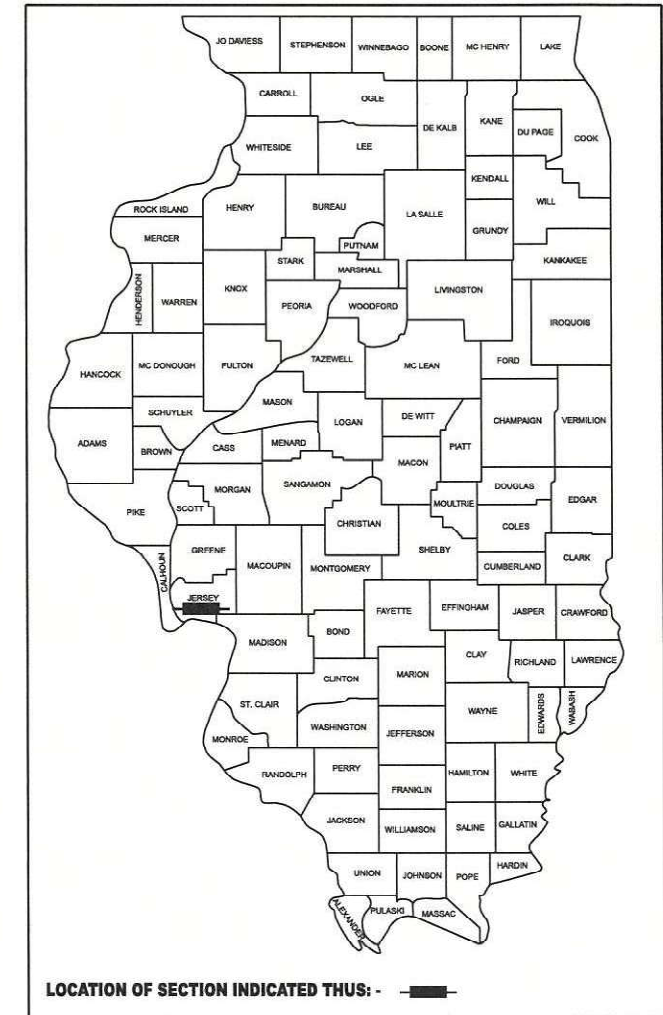 JO DAVIESS STEPHENSON WINNEBAGO BOONE MC HENRY LAKE
CARROLL OGLE
DE KALB KANE DU PAGE COOK
WHITESIDE LEE
KENDALL
ROCK ISLAND HENRY BUREAU LA SALLE WILL
MERCER PUTNAM GRUNDY
STARK MARSHALL KANKAKEE
HENDERSON WARREN KNOX PEORIA WOODFORD LIVINGSTON
IROQUOIS
HANCOCK MC DONOUGH FULTON TAZEWELL MC LEAN FORD
MASON
SCHUYLER LOGAN DE WITT CHAMPAIGN VERMILION
ADAMS BROWN CASS MENARD PIATT
MACON
MORGAN SANGAMON DOUGLAS
PIKE SCOTT MOULTRIE EDGAR
CHRISTIAN COLES
GREENE SHELBY
CALHOUN MACOUPIN MONTGOMERY CUMBERLAND CLARK
JERSEY
FAYETTE EFFINGHAM JASPER CRAWFORD
MADISON BOND
CLAY RICHLAND LAWRENCE
CLINTON MARION
ST. CLAIR WAYNE EDWARDS WABASH
WASHINGTON JEFFERSON
MONROE
RANDOLPH PERRY HAMILTON WHITE
FRANKLIN
JACKSON WILLIAMSON SALINE GALLATIN
UNION JOHNSON POPE HARDIN
ALEXANDER PULASKI MASSAC
LOCATION OF SECTION INDICATED THUS: -